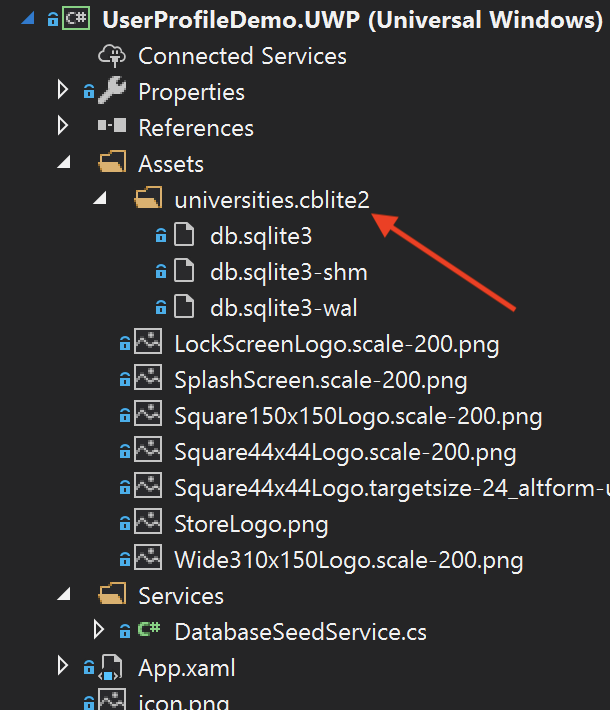 UserProfileDemo.UWP (Universal Windows)
Connected Services
Properties
References
Assets
universities.cblite2
db.sqlite3
db.sqlite3-shm
db.sqlite3-wal
LockScreenLogo.scale-200.png
SplashScreen.scale-200.png
Square150x150Logo.scale-200.png
Square44x44Logo.scale-200.png
Square44x44Logo.targetsize-24_altform-u
StoreLogo.png
Wide310x150Logo.scale-200.png
Services
C# DatabaseSeedService.cs
App.xaml
icon.png